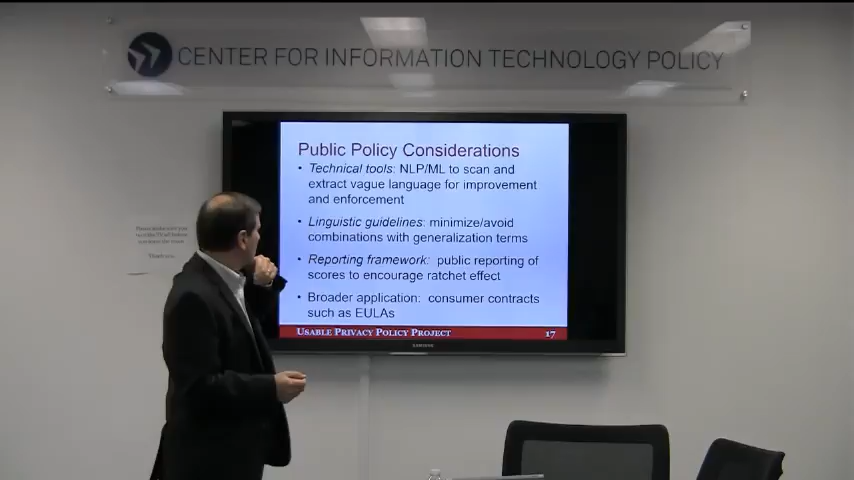 CENTER FOR INFORMATION TECHNOLOGY POLICY
Public Policy Considerations
• Technical tools: NLP/ML to scan and
extract vague language for improvement
and enforcement
• Linguistic guidelines: minimize/avoid
combinations with generalization terms
• Reporting framework: public reporting of
scores to encourage ratchet effect
• Broader application: consumer contracts
such as EULAs
USABLE PRIVACY POLICY PROJECT 17
SAMSUNG
Thank you